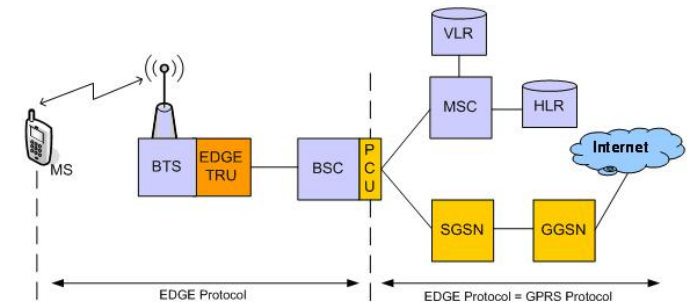 VLR
MSC
HLR
Internet
MS
BTS
EDGE
TRU
BSC
P
C
U
SGSN
GGSN
EDGE Protocol
EDGE Protocol = GPRS Protocol